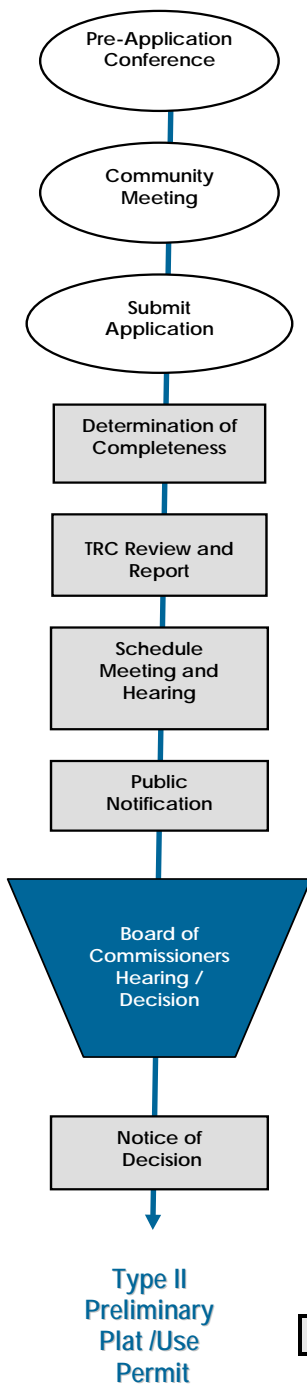 Pre-Application
Conference
Community
Meeting
Submit
Application
Determination of
Completeness
TRC Review and
Report
Schedule
Meeting and
Hearing
Public
Notification
Board of
Commissioners
Hearing /
Decision
Notice of
Decision
Type II
Preliminary
Plat /Use
Permit